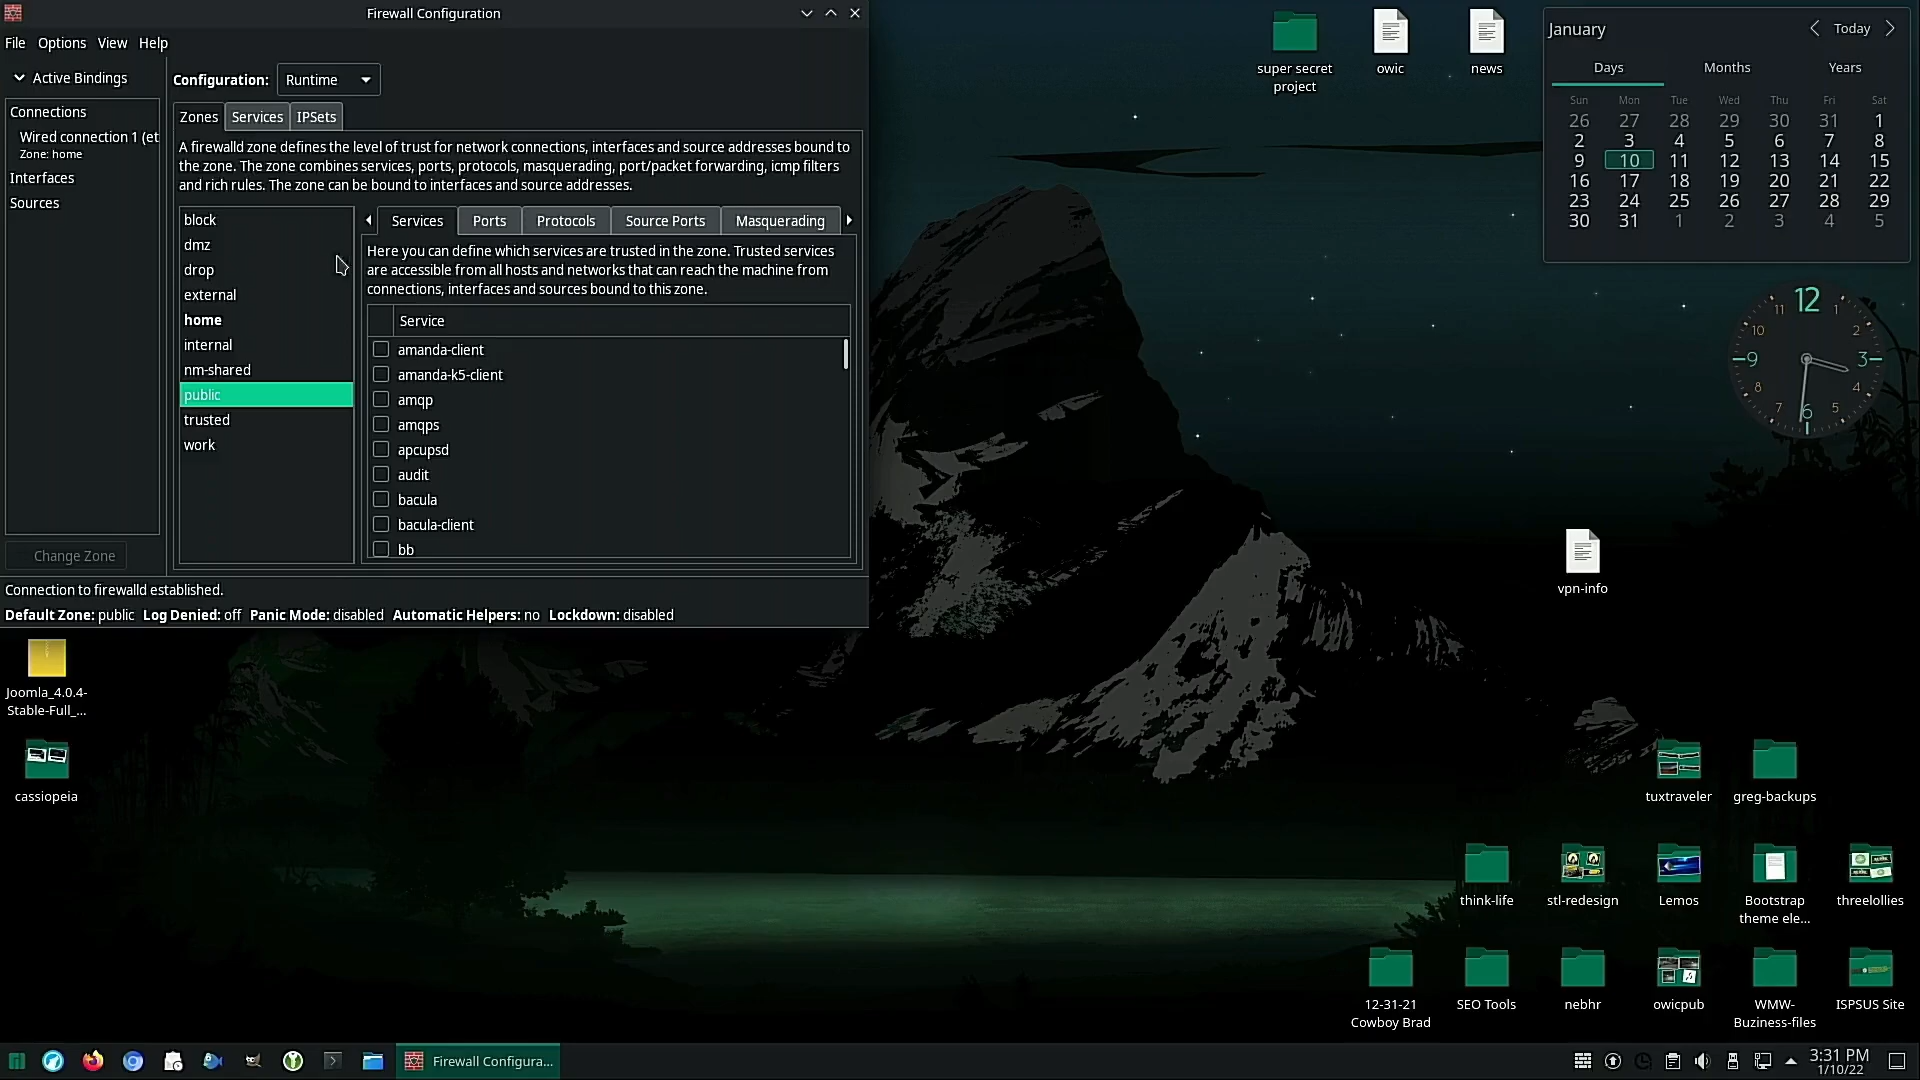 Firewall Configuration
File Options View Help
Active Bindings
Connections
Wired connection 1 (et
Zone: home
Interfaces
Sources
Change Zone
Configuration: Runtime
Zones Services IPSets
A firewalld zone defines the level of trust for network connections, interfaces and source addresses bound to
the zone. The zone combines services, ports, protocols, masquerading, port/packet forwarding, icmp filters
and rich rules. The zone can be bound to interfaces and source addresses.
block
dmz
drop
external
home
internal
nm-shared
public
trusted
work
Services Ports Protocols Source Ports Masquerading
Here you can define which services are trusted in the zone. Trusted services
are accessible from all hosts and networks that can reach the machine from
connections, interfaces and sources bound to this zone.
Service
amanda-client
amanda-k5-client
amqp
amqps
apcupsd
audit
bacula
bacula-client
bb
Connection to firewalld established.
Default Zone: public Log Denied: off Panic Mode: disabled Automatic Helpers: no Lockdown: disabled
super secret
project
owic
news
January
Today
Days Months Years
Sun Mon Tue Wed Thu Fri Sat
26 27 28 29 30 31 1
2 3 4 5 6 7 8
9 10 11 12 13 14 15
16 17 18 19 20 21 22
23 24 25 26 27 28 29
30 31 1 2 3 4 5
12
1
2
3
4
5
6
7
8
9
10
11
vpn-info
Joomla_4.0.4-
Stable-Full_...
cassiopeia
tuxtraveler
greg-backups
think-life
stl-redesign
Lemos
Bootstrap
theme ele...
threelollies
12-31-21
Cowboy Brad
SEO Tools
nebhr
owicpub
WMW-
Buziness-files
ISPSUS Site
Firewall Configura...
3:31 PM
1/10/22